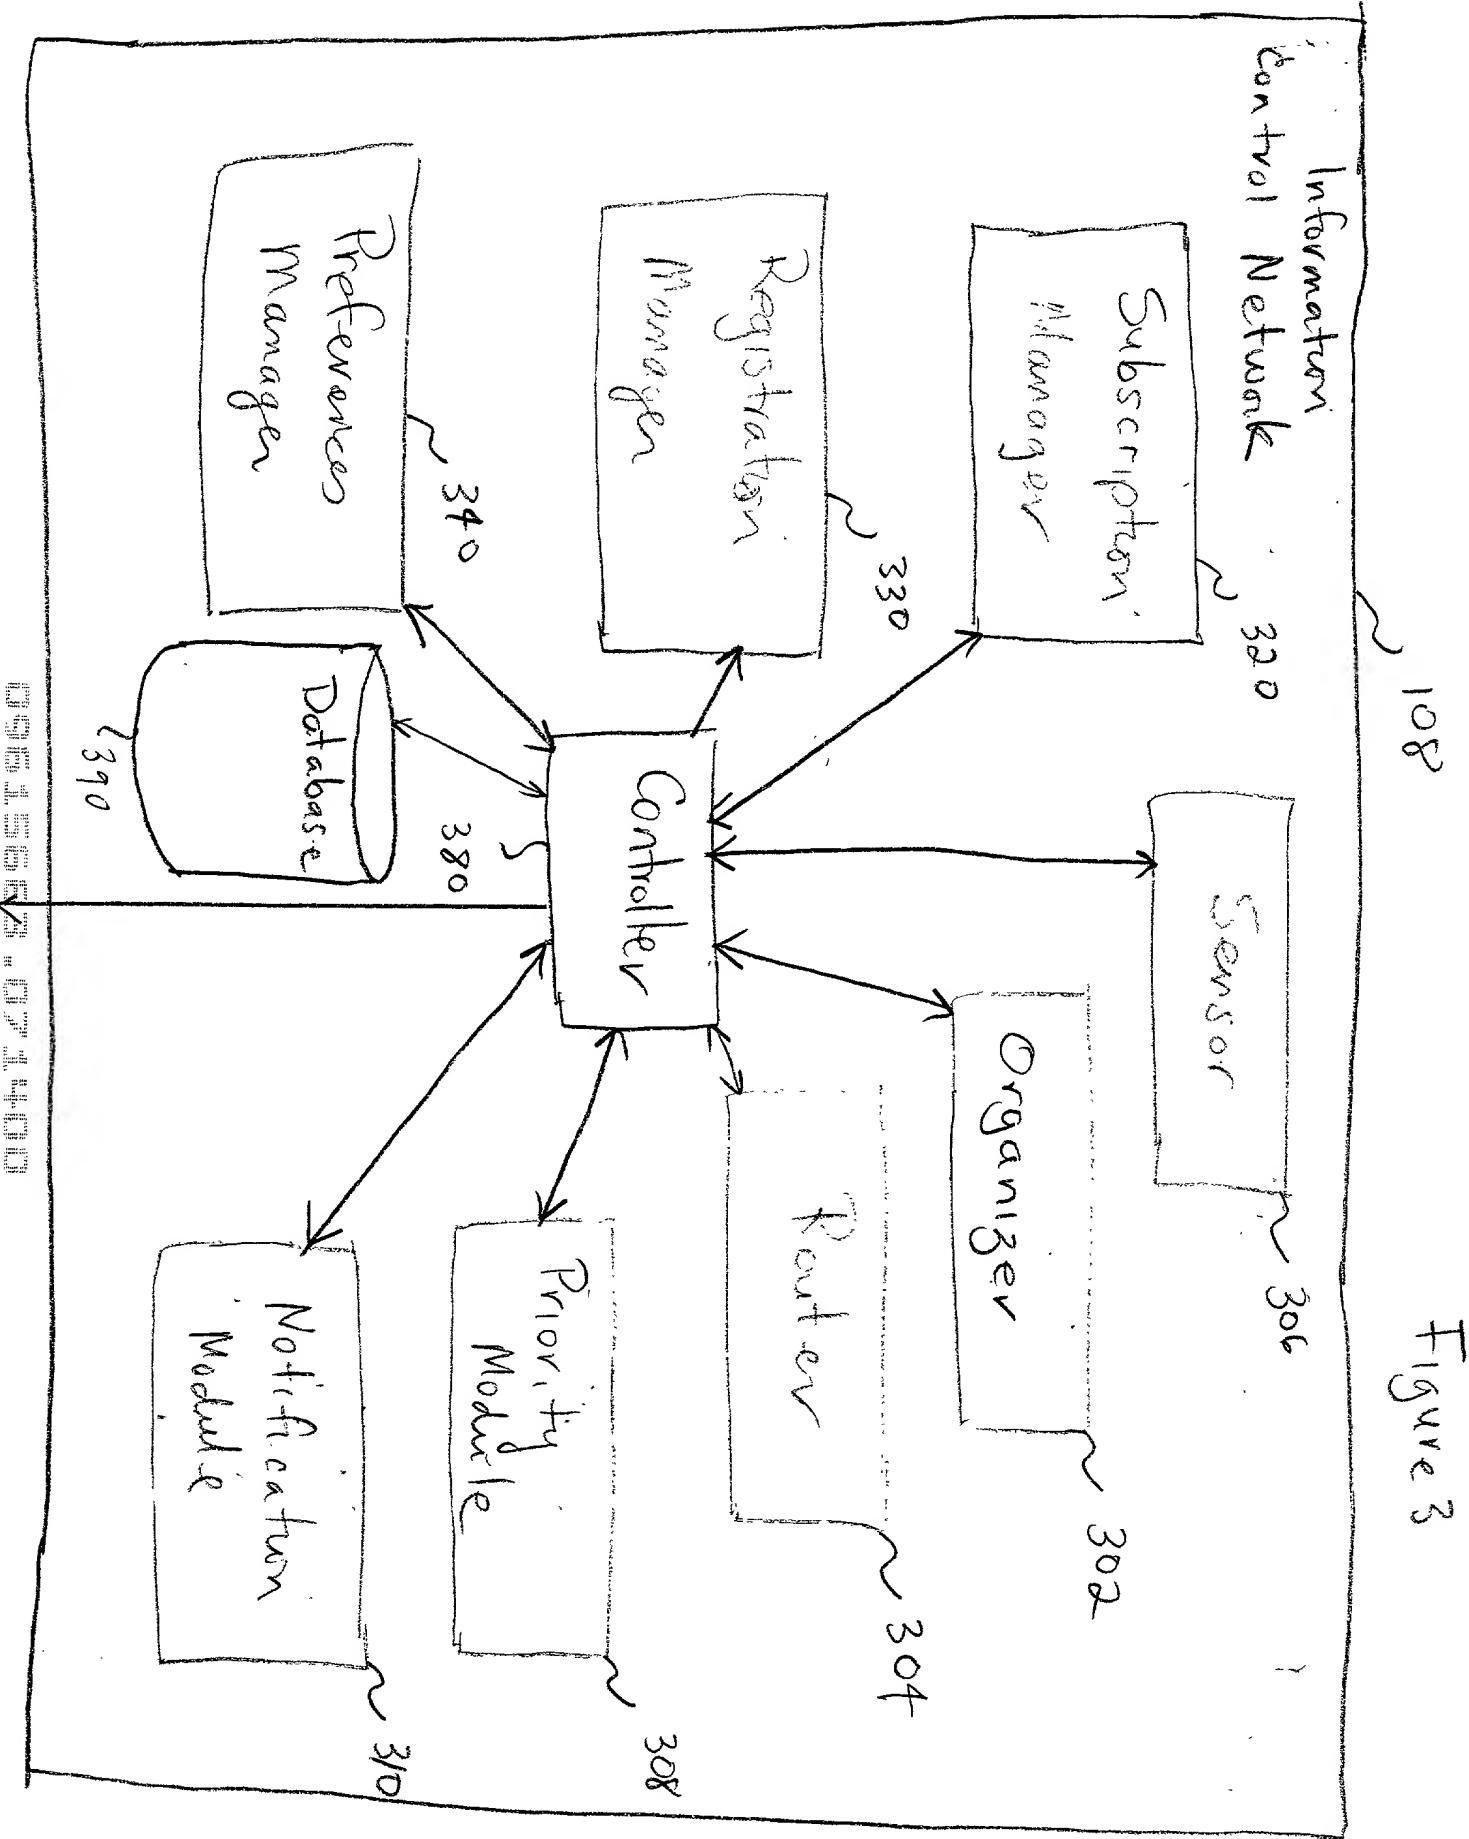 Figure 3
108
Information
Control Network
Sensor
306
Subscription
Manager
320
Organizer
302
Registration
Manager
330
Router
304
Controller
380
Priority
Module
308
Preferences
Manager
340
Database
390
Notification
Module
310